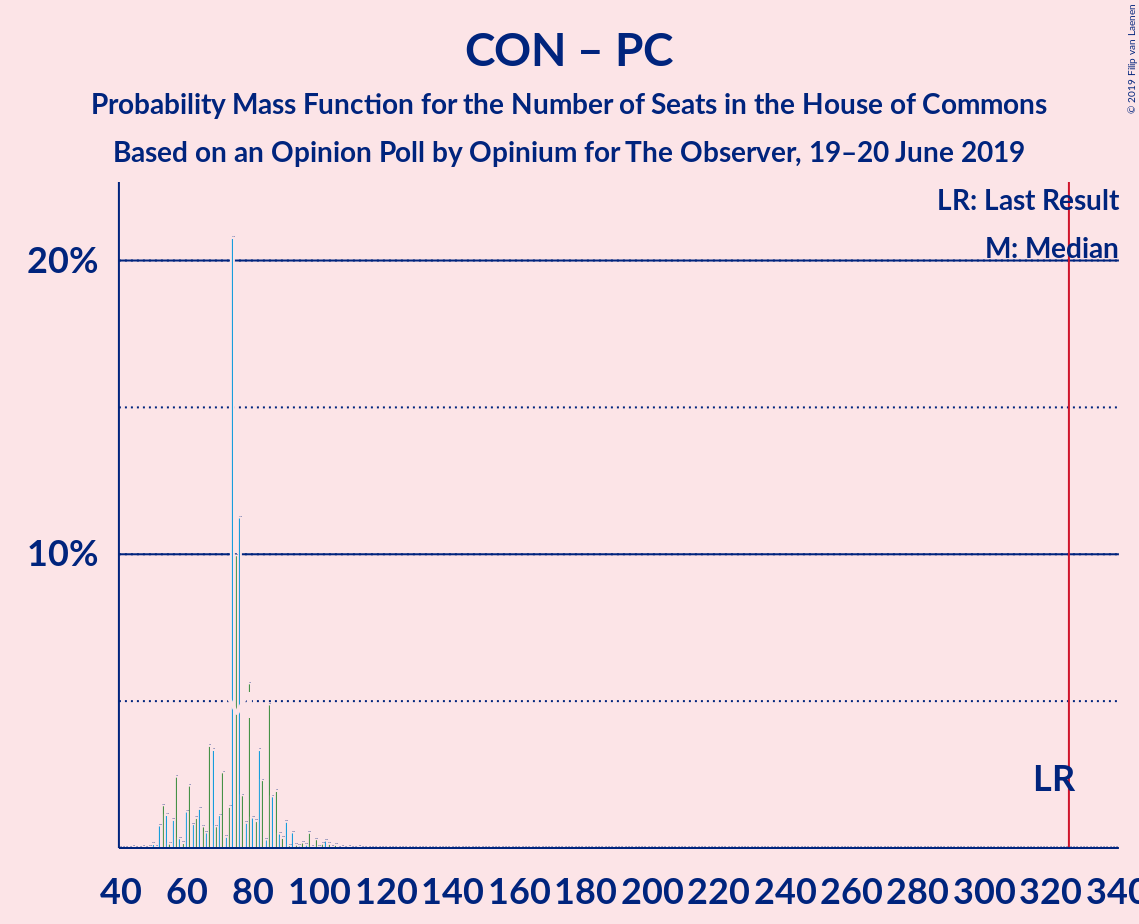 CON – PC
Probability Mass Function for the Number of Seats in the House of Commons
Based on an Opinion Poll by Opinium for The Observer, 19–20 June 2019
© 2019 Filip van Laenen
LR: Last Result
M: Median
20%
10%
LR
40 60 80 100 120 140 160 180 200 220 240 260 280 300 320 340